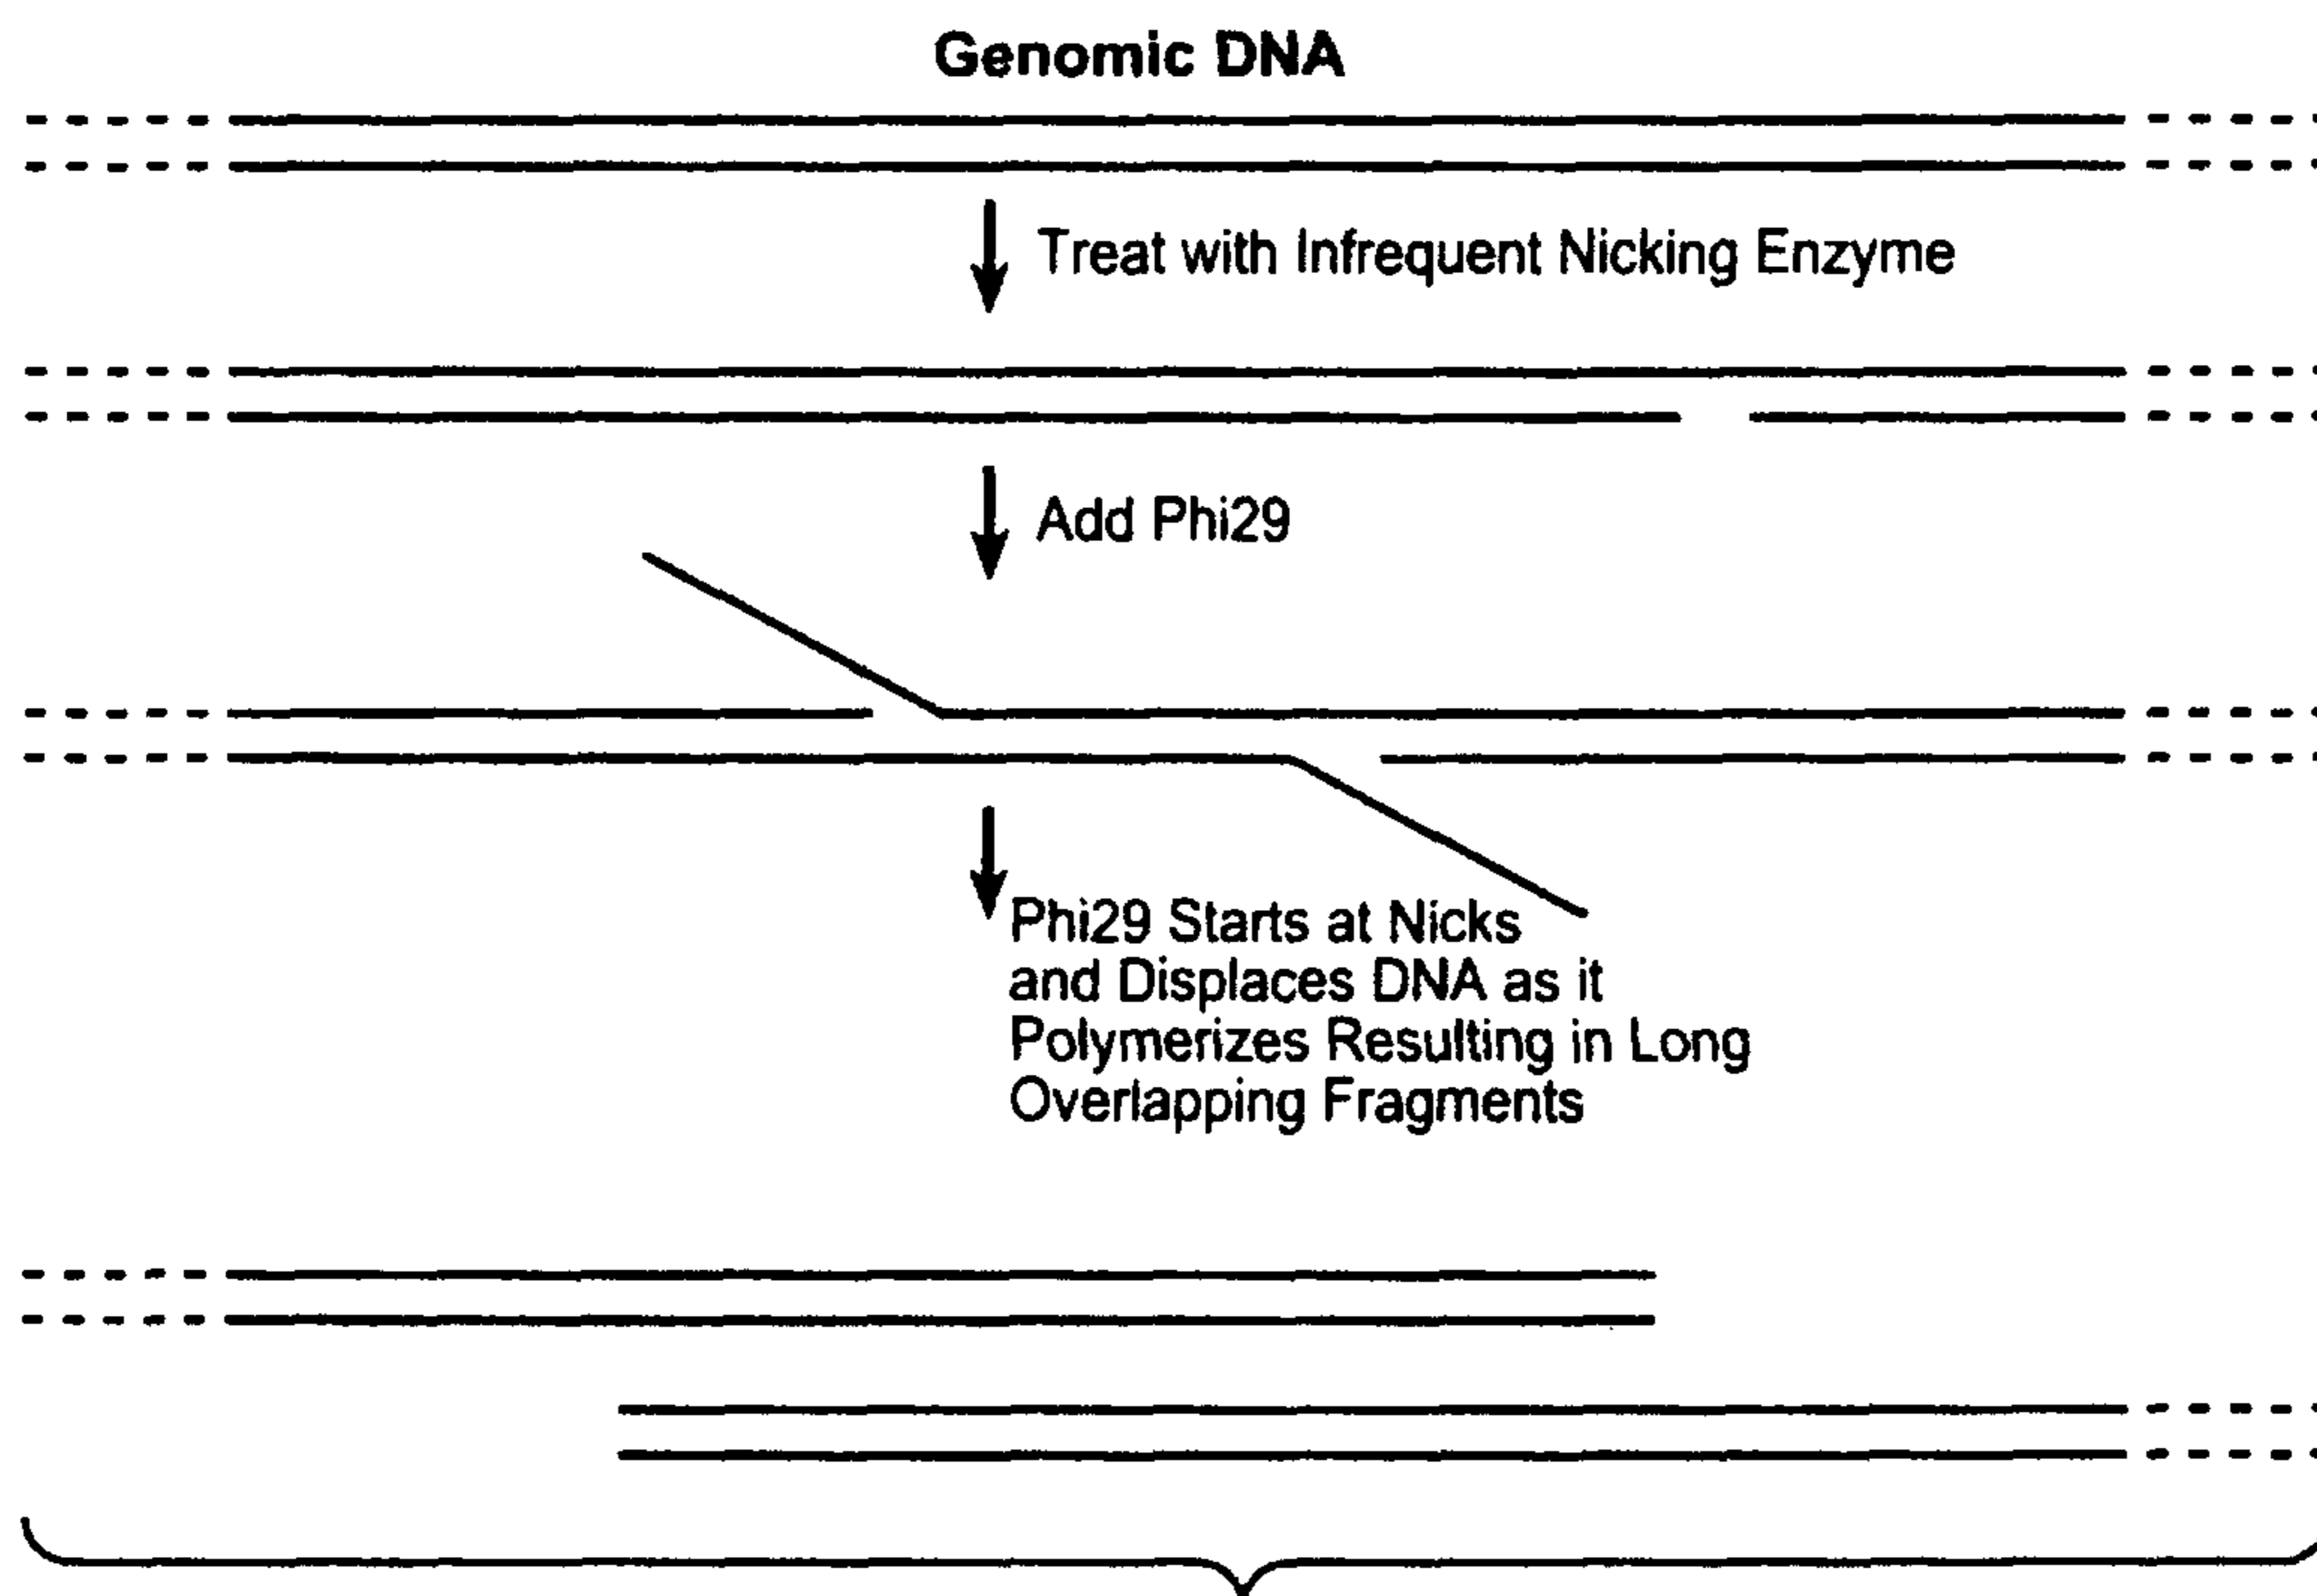 Genomic DNA
Treat with Infrequent Nicking Enzyme
Add Phi29
Phi29 Starts at Nicks
and Displaces DNA as it
Polymerizes Resulting in Long
Overlapping Fragments